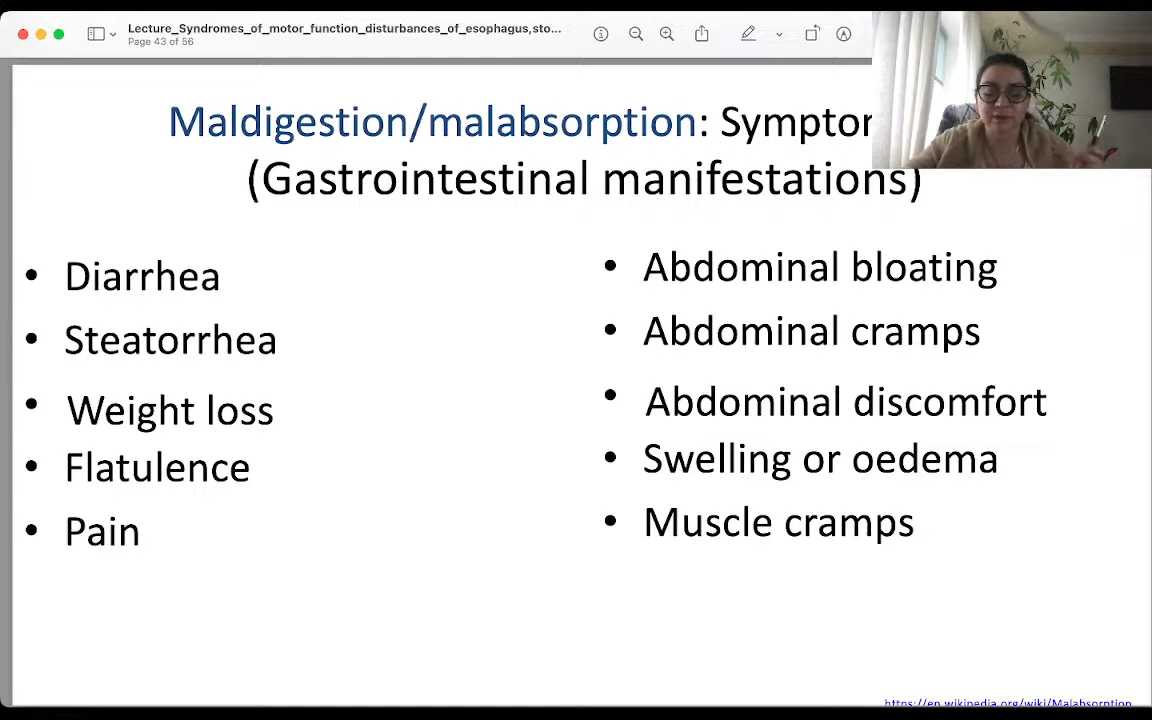 Lecture_Syndromes_of_motor_function_disturbances_of_esophagus,sto...
Page 43 of 56
Maldigestion/malabsorption: Symptor
(Gastrointestinal manifestations)
• Diarrhea
• Steatorrhea
• Weight loss
• Flatulence
• Pain
• Abdominal bloating
• Abdominal cramps
• Abdominal discomfort
• Swelling or oedema
• Muscle cramps
https://en.wikipedia.org/wiki/Malabsorption